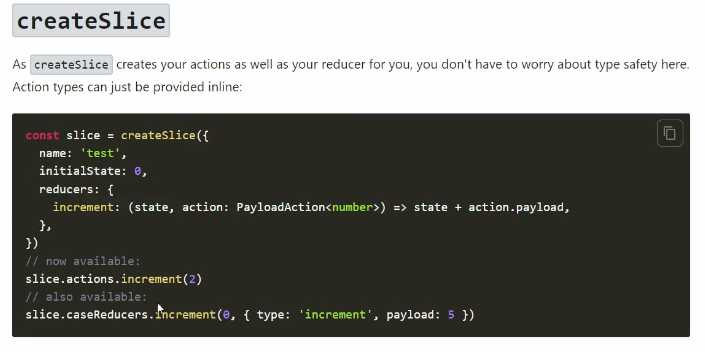 createSlice
As createSlice creates your actions as well as your reducer for you, you don't have to worry about type safety here.
Action types can just be provided inline:
const slice = createSlice({
  name: 'test',
  initialState: 0,
  reducers: {
    increment: (state, action: PayloadAction<number>) => state + action.payload,
  },
})
// now available:
slice.actions.increment(2)
// also available:
slice.caseReducers.increment(0, { type: 'increment', payload: 5 })